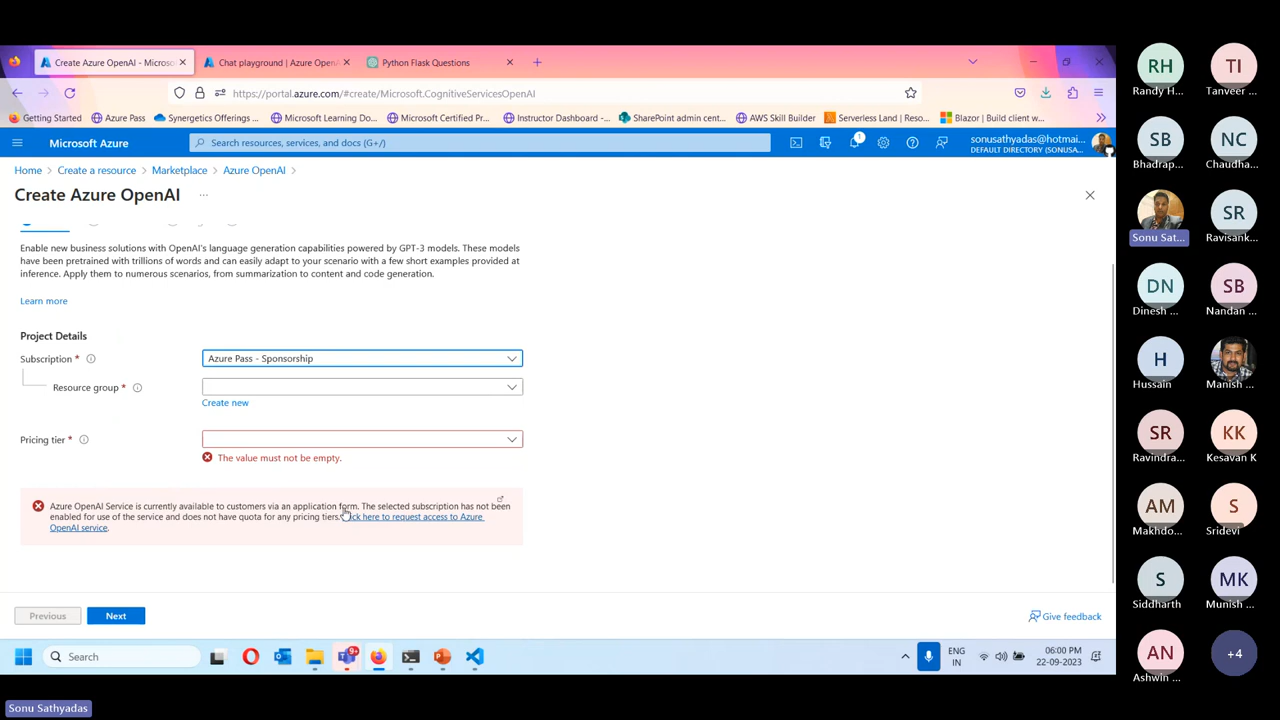 Create Azure OpenAI - Microso
Chat playground | Azure OpenA
Python Flask Questions
https://portal.azure.com/#create/Microsoft.CognitiveServicesOpenAI
Getting Started
Azure Pass
Synergetics Offering ...
Microsoft Learning Do...
Microsoft Certified Pr...
Instructor Dashboard -...
SharePoint admin cent...
AWS Skill Builder
Serverless Land | Reso...
Blazor | Build client w...
Microsoft Azure
Search resources, services, and docs (G+/)
1
sonusathyadas@hotmai...
DEFAULT DIRECTORY (SONUSA...
Home > Create a resource > Marketplace > Azure OpenAI >
Create Azure OpenAI ...
Enable new business solutions with OpenAI's language generation capabilities powered by GPT-3 models. These models
have been pretrained with trillions of words and can easily adapt to your scenario with a few short examples provided at
inference. Apply them to numerous scenarios, from summarization to content and code generation.
Learn more
Project Details
Subscription *
Azure Pass - Sponsorship
Resource group *
Create new
Pricing tier *
The value must not be empty.
Azure OpenAI Service is currently available to customers via an application form. The selected subscription has not been
enabled for use of the service and does not have quota for any pricing tiers. ick here to request access to Azure
OpenAI service.
Previous
Next
Give feedback
Search
9+
ENG
IN
06:00 PM
22-09-2023
Sonu Sathyadas
RH
Randy H...
TI
Tanveer ...
SB
Bhadrap...
NC
Chaudha...
Sonu Sat...
SR
Ravisank...
DN
Dinesh ...
SB
Nandan ...
H
Hussain
Manish ...
SR
Ravindra...
KK
Kesavan K
AM
Makhdo...
S
Sridevi
S
Siddharth
MK
Munish ...
AN
Ashwin ...
+4